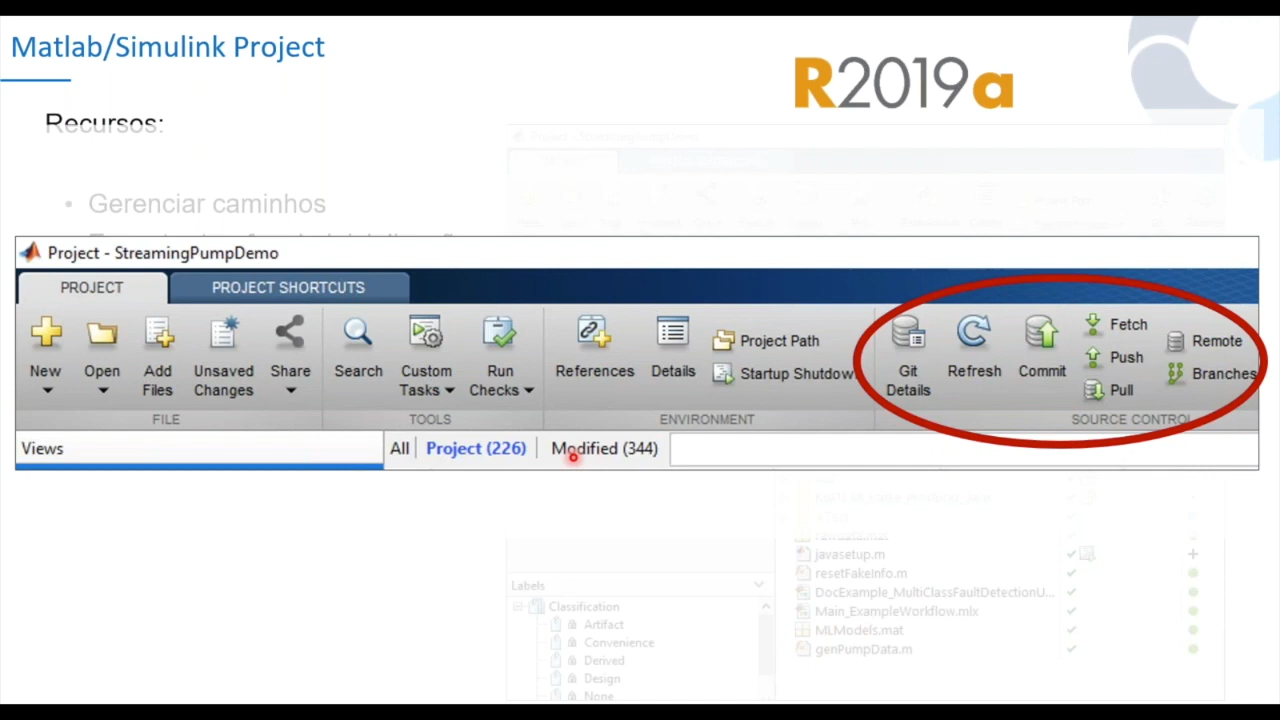 Matlab/Simulink Project
R2019a
Recursos:
• Gerenciar caminhos
Project - StreamingPumpDemo
PROJECT
PROJECT SHORTCUTS
New
Open
Add
Files
Unsaved
Changes
Share
Search
Custom
Tasks
Run
Checks
References
Details
Project Path
Startup Shutdow
Git
Details
Refresh
Commit
Fetch
Push
Pull
Remote
Branches
FILE
TOOLS
ENVIRONMENT
SOURCE CONTROL
Views
All
Project (226)
Modified (344)
rawdata.mat
javasetup.m
resetFakeInfo.m
DocExample_MultiClassFaultDetectionU...
Main_ExampleWorkflow.mlx
MLModels.mat
genPumpData.m
Labels
Classification
Artifact
Convenience
Derived
Design
None